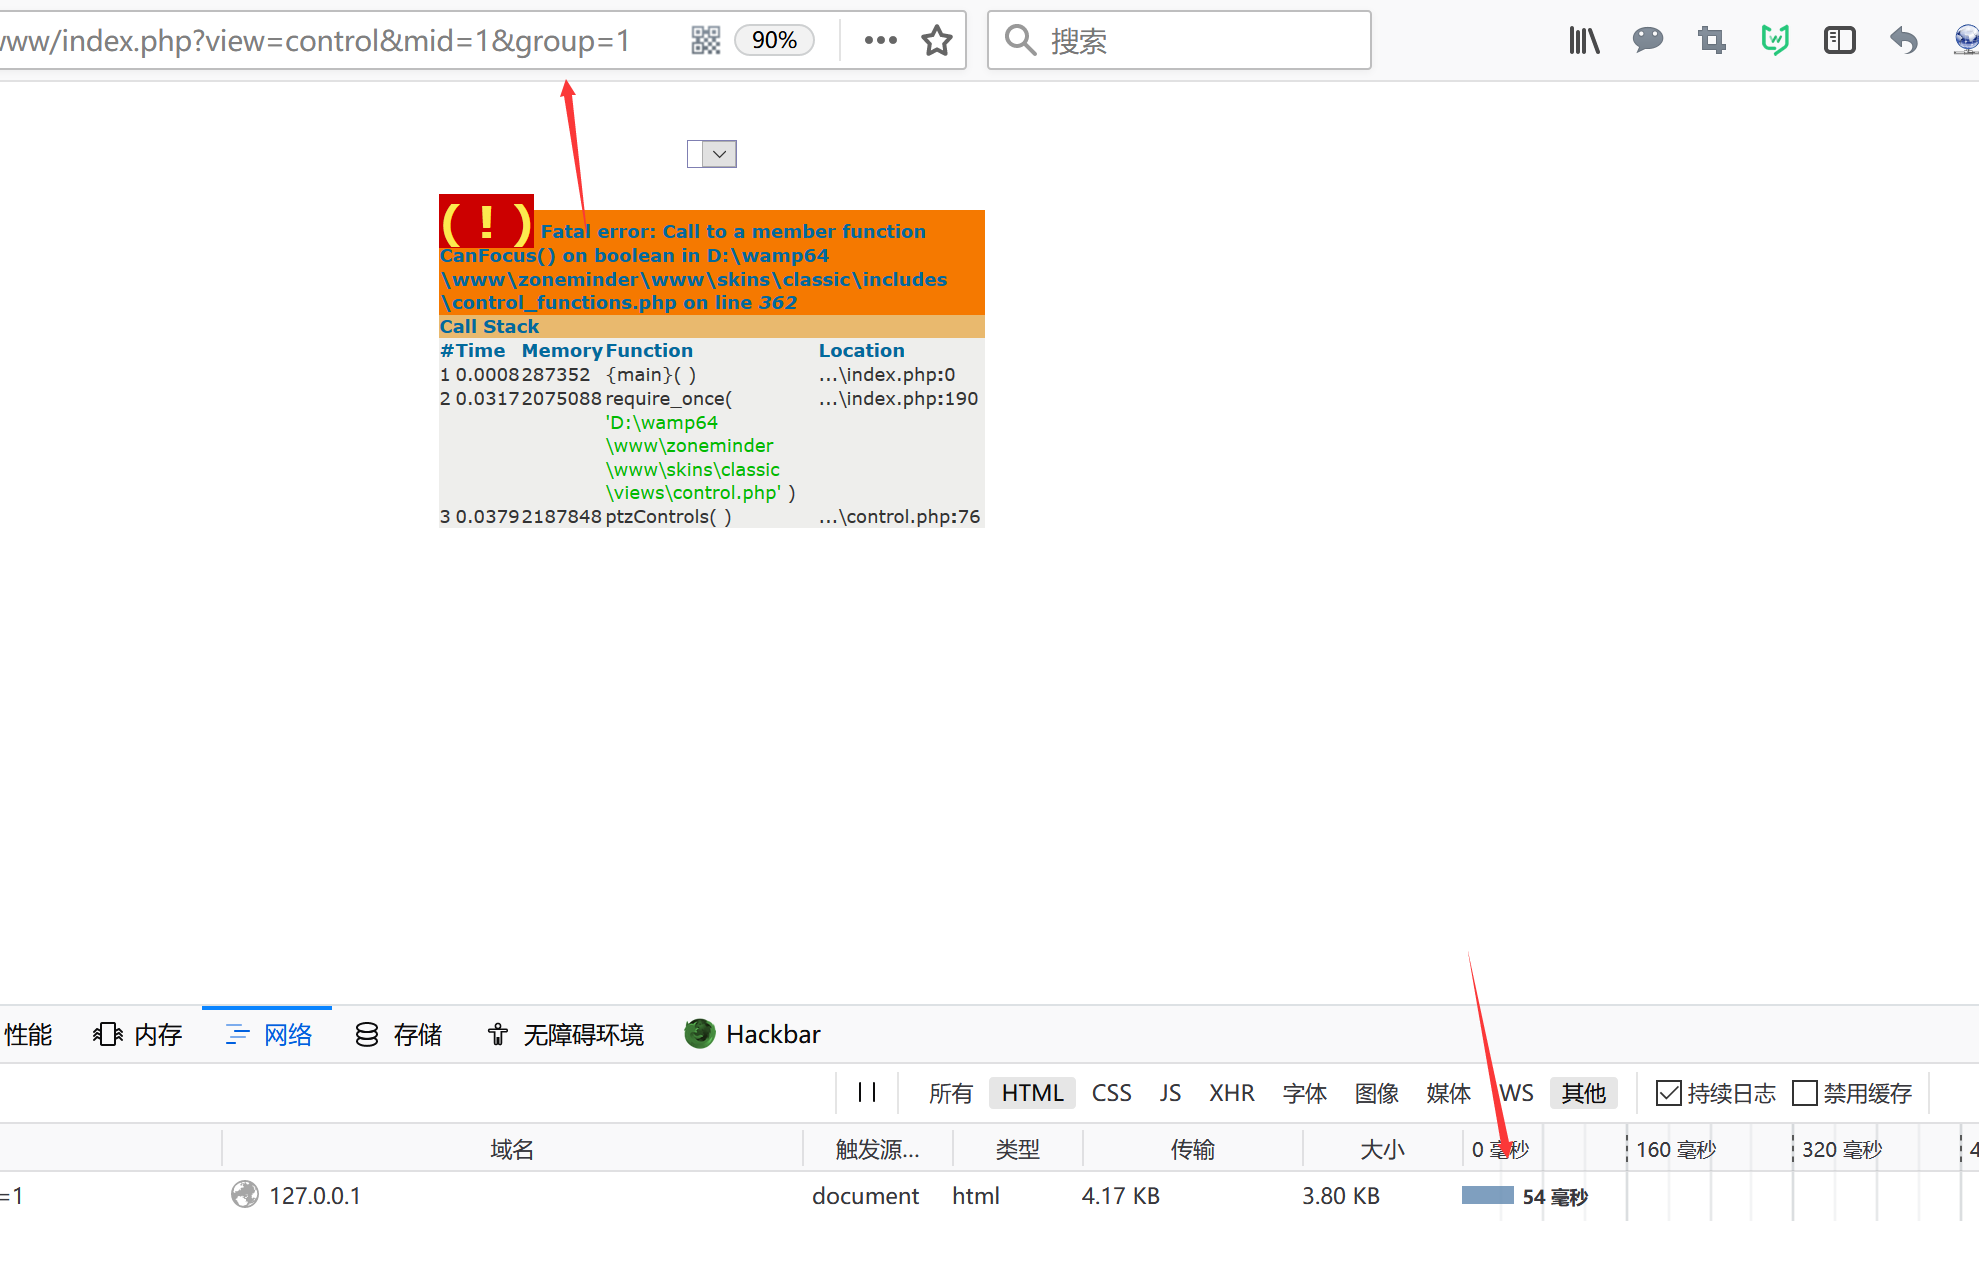 www/index.php?view=control&mid=1&group=1
90%
搜索
( ! ) Fatal error: Call to a member function
CanFocus() on boolean in D:\wamp64
\www\zoneminder\www\skins\classic\includes
\control_functions.php on line 362
Call Stack
# Time Memory Function Location
1 0.0008 287352 {main}( ) ...\index.php:0
2 0.0317 2075088 require_once( ...\index.php:190
'D:\wamp64
\www\zoneminder
\www\skins\classic
\views\control.php' )
3 0.0379 2187848 ptzControls( ) ...\control.php:76
性能 内存 网络 存储 无障碍环境 Hackbar
所有 HTML CSS JS XHR 字体 图像 媒体 WS 其他 持续日志 禁用缓存
域名 触发源... 类型 传输 大小 0 毫秒 160 毫秒 320 毫秒 4
=1 127.0.0.1 document html 4.17 KB 3.80 KB 54 毫秒